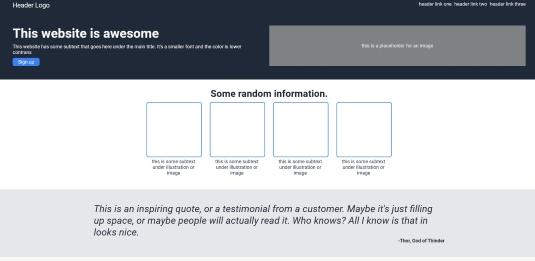 Header Logo
header link one header link two header link three
This website is awesome
This website has some subtext that goes here under the main title. It's a smaller font and the color is lower
contrans
Sign up
this is a placeholder for an image
Some random information.
this is some subtext
under illustration or
image
this is some subtext
under illustration or
image
this is some subtext
under illustration or
image
this is some subtext
under illustration or
image
This is an inspiring quote, or a testimonial from a customer. Maybe it's just filling
up space, or maybe people will actually read it. Who knows? All I know is that in
looks nice.
-Thor, God of Thinder